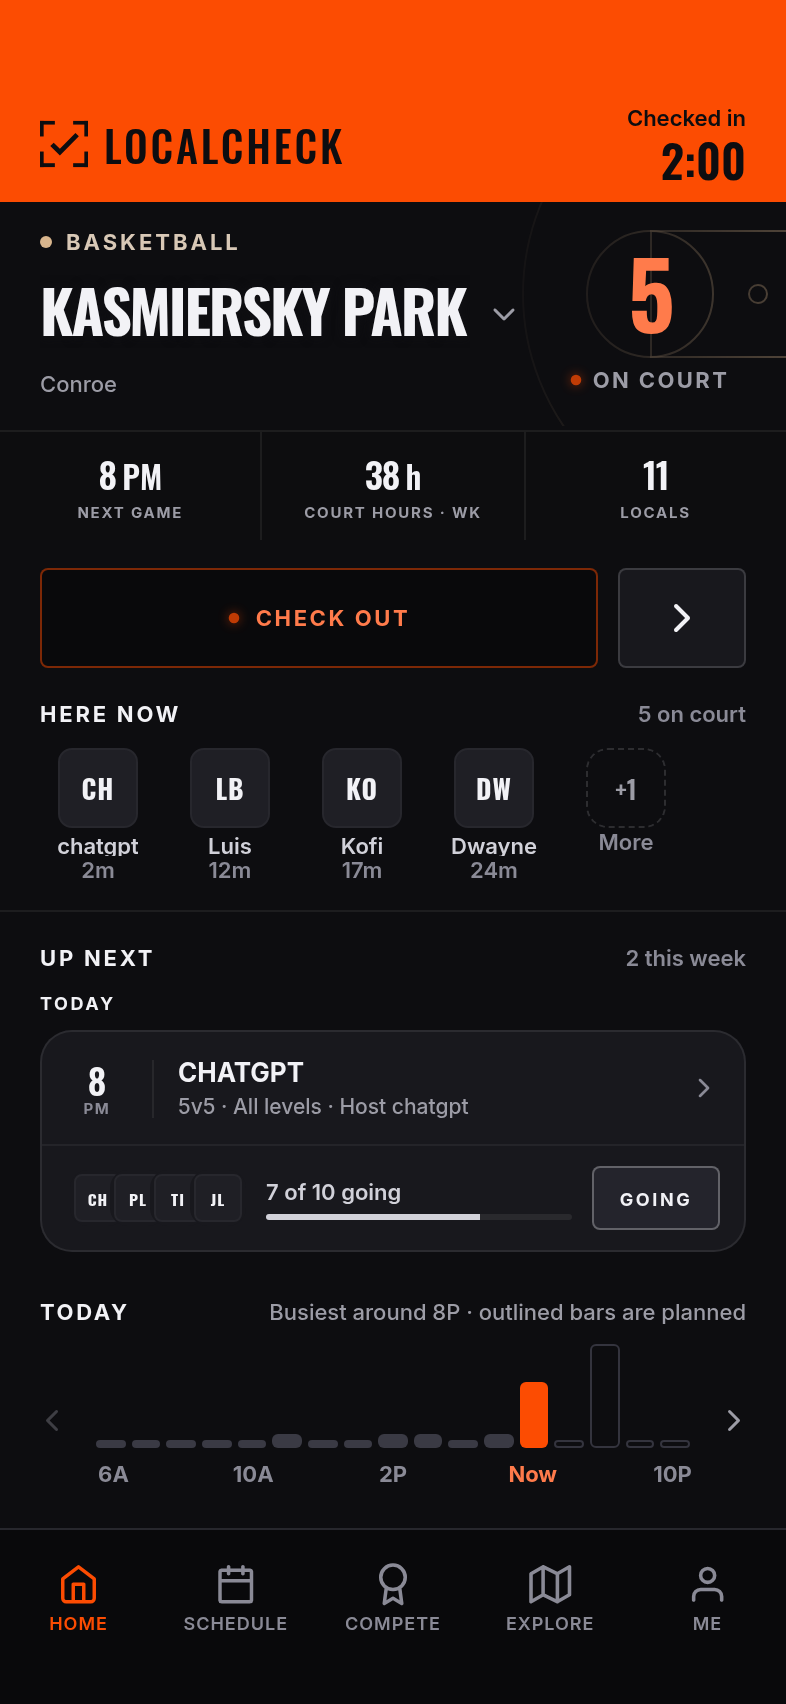 LOCALCHECK
Checked in
2:00
BASKETBALL
KASMIERSKY PARK
5
Conroe
ON COURT
8 PM
NEXT GAME
38 h
COURT HOURS · WK
11
LOCALS
CHECK OUT
HERE NOW
5 on court
CH
LB
KO
DW
+1
chatgpt
Luis
Kofi
Dwayne
More
2m
12m
17m
24m
UP NEXT
2 this week
TODAY
8
PM
CHATGPT
5v5 · All levels · Host chatgpt
CH
PL
TI
JL
7 of 10 going
GOING
TODAY
Busiest around 8P · outlined bars are planned
6A
10A
2P
Now
10P
HOME
SCHEDULE
COMPETE
EXPLORE
ME